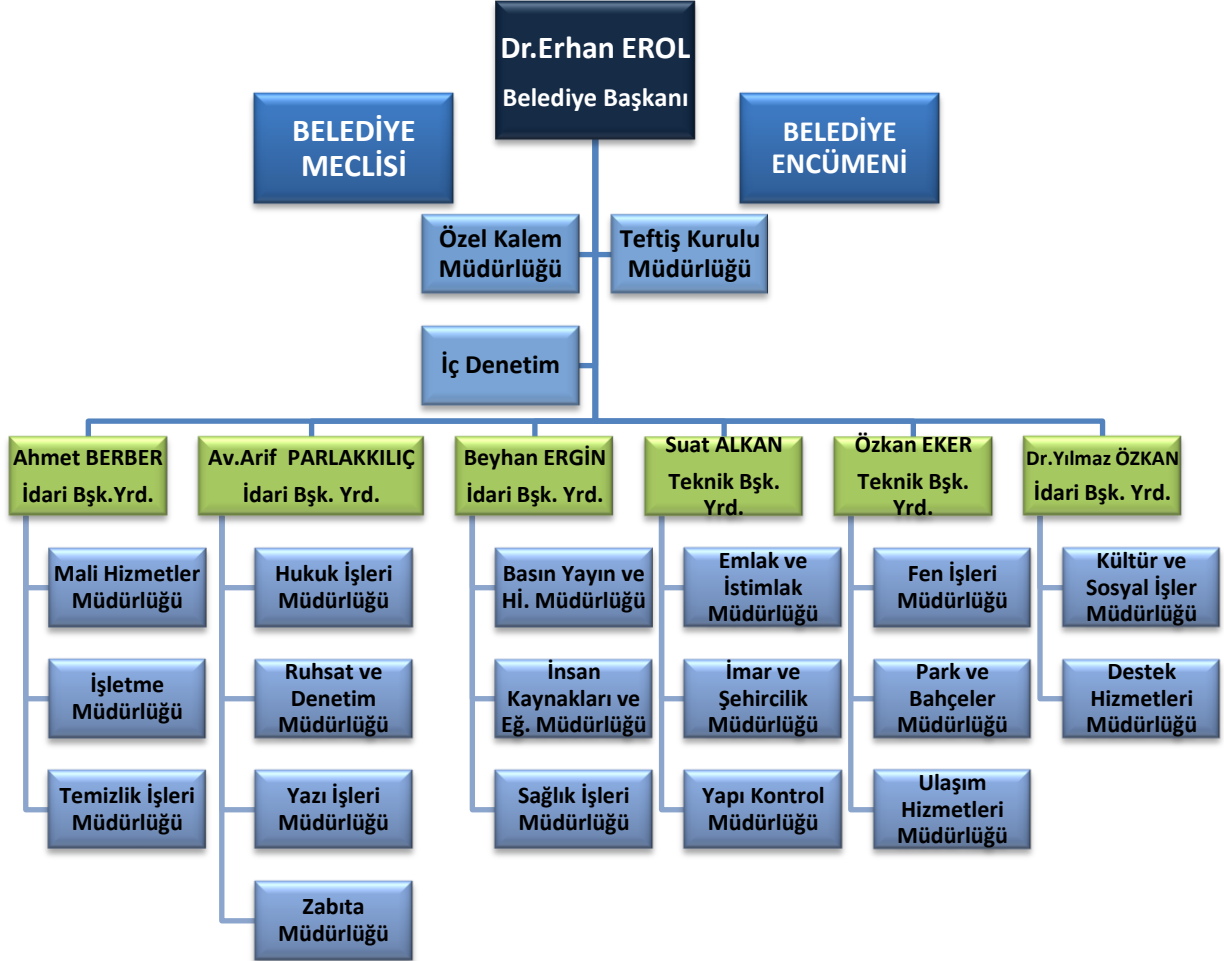 Dr.Erhan EROL
Belediye Başkanı
BELEDİYE
MECLİSİ
BELEDİYE
ENCÜMENİ
Özel Kalem
Müdürlüğü
Teftiş Kurulu
Müdürlüğü
İç Denetim
Ahmet BERBER
İdari Bşk.Yrd.
Av.Arif PARLAKKILIÇ
İdari Bşk. Yrd.
Beyhan ERGİN
İdari Bşk. Yrd.
Suat ALKAN
Teknik Bşk.
Yrd.
Özkan EKER
Teknik Bşk.
Yrd.
Dr.Yılmaz ÖZKAN
İdari Bşk. Yrd.
Mali Hizmetler
Müdürlüğü
İşletme
Müdürlüğü
Temizlik İşleri
Müdürlüğü
Hukuk İşleri
Müdürlüğü
Ruhsat ve
Denetim
Müdürlüğü
Yazı İşleri
Müdürlüğü
Zabıta
Müdürlüğü
Basın Yayın ve
Hİ. Müdürlüğü
İnsan
Kaynakları ve
Eğ. Müdürlüğü
Sağlık İşleri
Müdürlüğü
Emlak ve
İstimlak
Müdürlüğü
İmar ve
Şehircilik
Müdürlüğü
Yapı Kontrol
Müdürlüğü
Fen İşleri
Müdürlüğü
Park ve
Bahçeler
Müdürlüğü
Ulaşım
Hizmetleri
Müdürlüğü
Kültür ve
Sosyal İşler
Müdürlüğü
Destek
Hizmetleri
Müdürlüğü